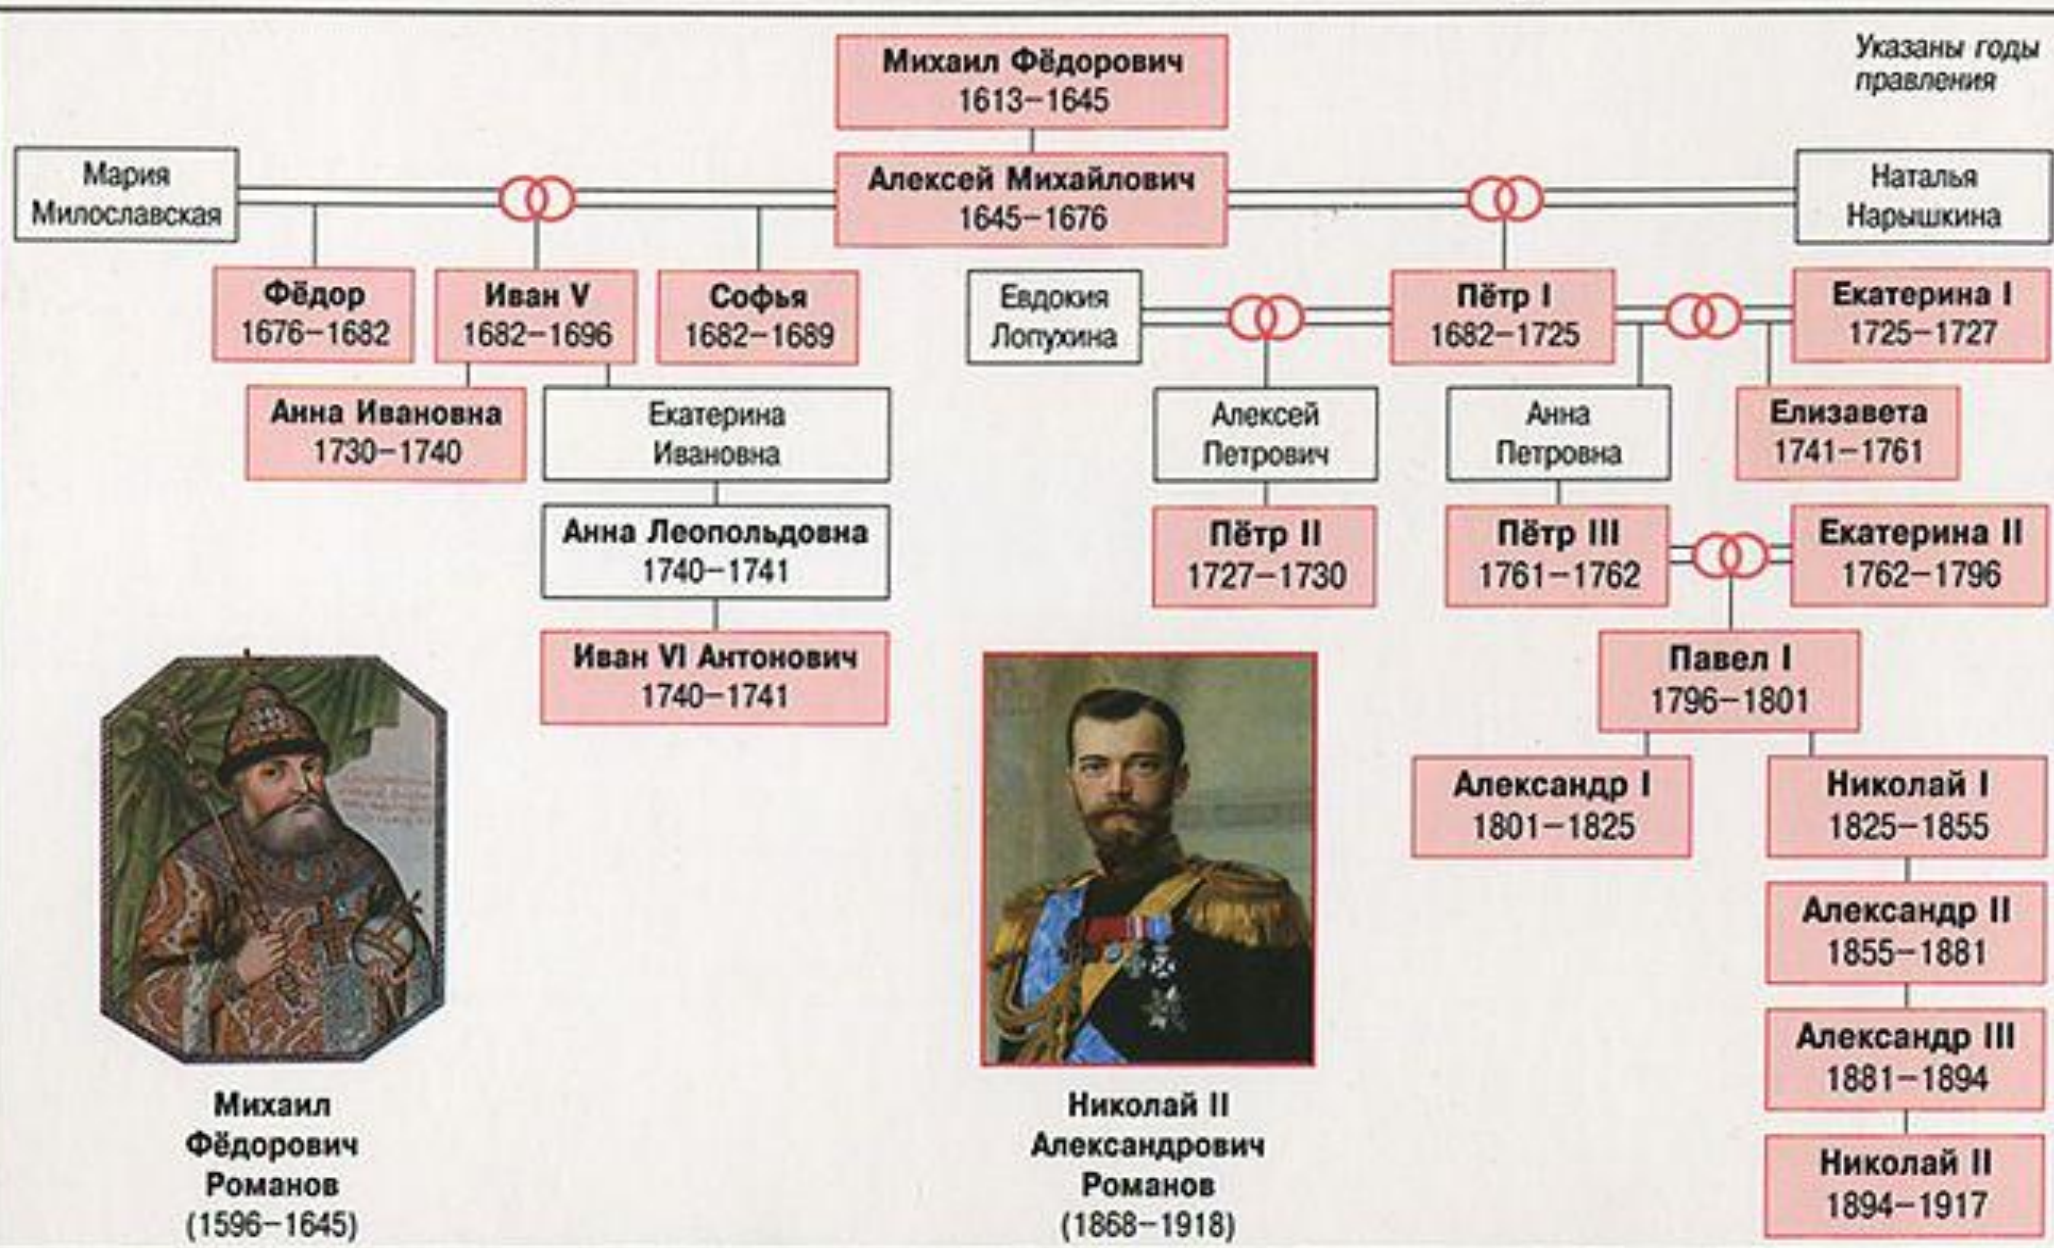 Михаил Фёдорович
1613–1645
Указаны годы
правления
Мария
Милославская
Алексей Михайлович
1645–1676
Наталья
Нарышкина
Фёдор
1676–1682
Иван V
1682–1696
Софья
1682–1689
Евдокия
Лопухина
Пётр I
1682–1725
Екатерина I
1725–1727
Анна Ивановна
1730–1740
Екатерина
Ивановна
Алексей
Петрович
Анна
Петровна
Елизавета
1741–1761
Анна Леопольдовна
1740–1741
Пётр II
1727–1730
Пётр III
1761–1762
Екатерина II
1762–1796
Иван VI Антонович
1740–1741
Павел I
1796–1801
Александр I
1801–1825
Николай I
1825–1855
Александр II
1855–1881
Александр III
1881–1894
Николай II
1894–1917
Михаил
Фёдорович
Романов
(1596–1645)
Николай II
Александрович
Романов
(1868–1918)